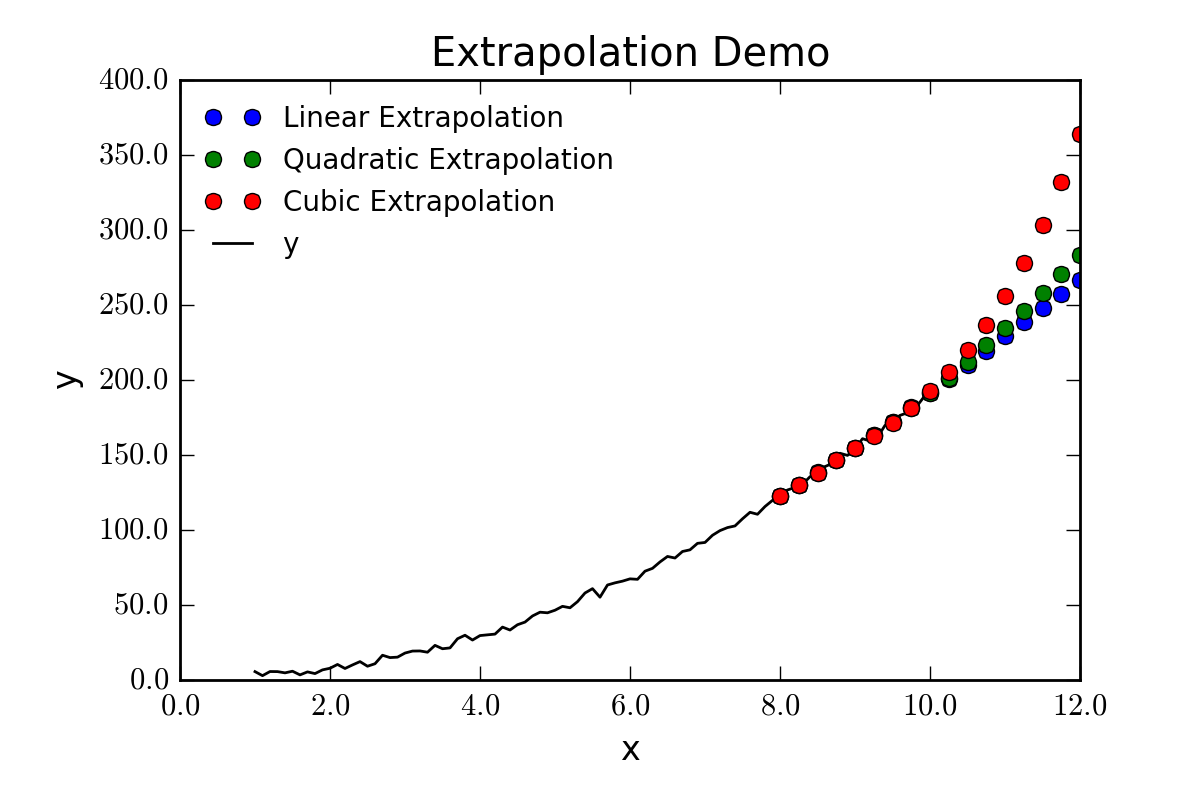 Extrapolation Demo
400.0
350.0
300.0
250.0
200.0
150.0
100.0
50.0
0.0
y
Linear Extrapolation
Quadratic Extrapolation
Cubic Extrapolation
y
0.0 2.0 4.0 6.0 8.0 10.0 12.0
x